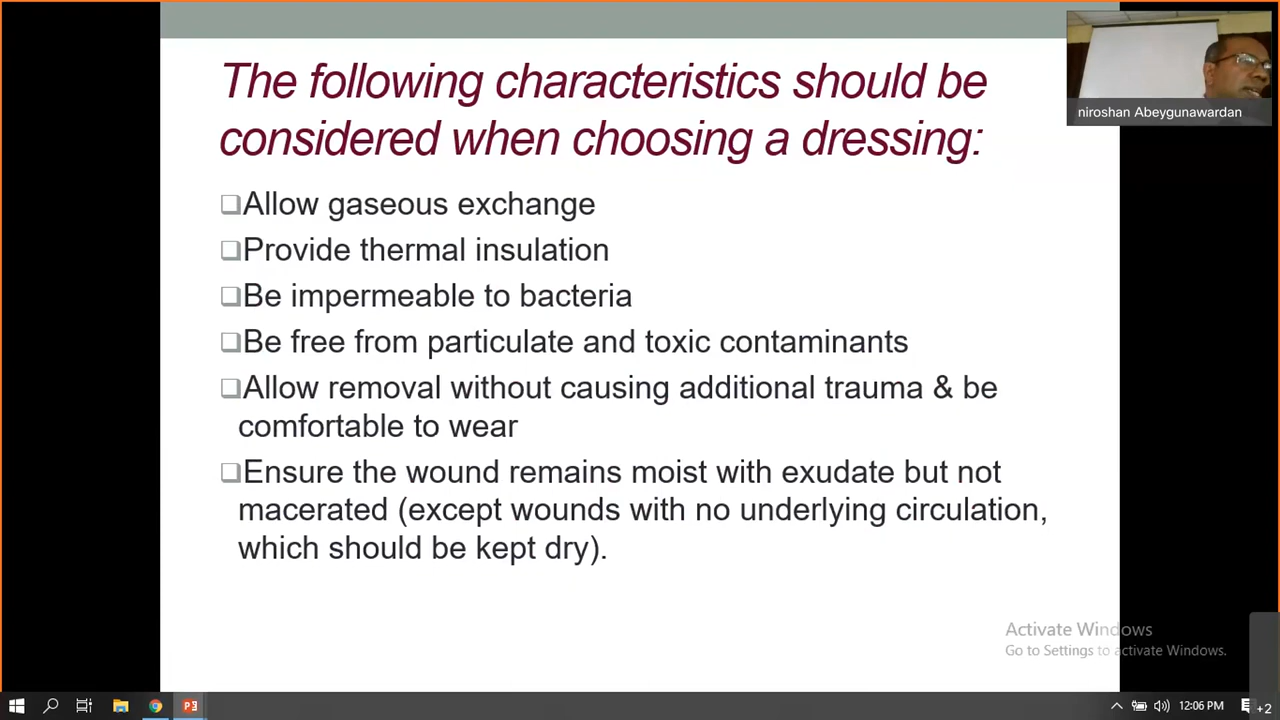 The following characteristics should be
considered when choosing a dressing:
niroshan Abeygunawardan
Allow gaseous exchange
Provide thermal insulation
Be impermeable to bacteria
Be free from particulate and toxic contaminants
Allow removal without causing additional trauma & be
comfortable to wear
Ensure the wound remains moist with exudate but not
macerated (except wounds with no underlying circulation,
which should be kept dry).
Activate Windows
Go to Settings to activate Windows.
12:06 PM
+2